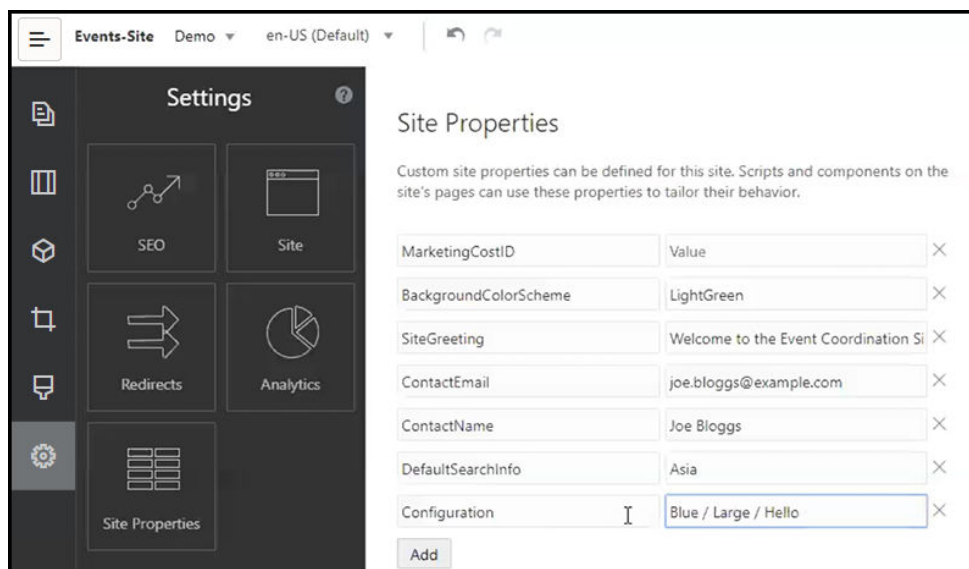 Events-Site Demo en-US (Default)
Settings
?
SEO
Site
Redirects
Analytics
Site Properties
Site Properties
Custom site properties can be defined for this site. Scripts and components on the
site's pages can use these properties to tailor their behavior.
MarketingCostID Value
BackgroundColorScheme LightGreen
SiteGreeting Welcome to the Event Coordination Si
ContactEmail joe.bloggs@example.com
ContactName Joe Bloggs
DefaultSearchInfo Asia
Configuration Blue / Large / Hello
Add